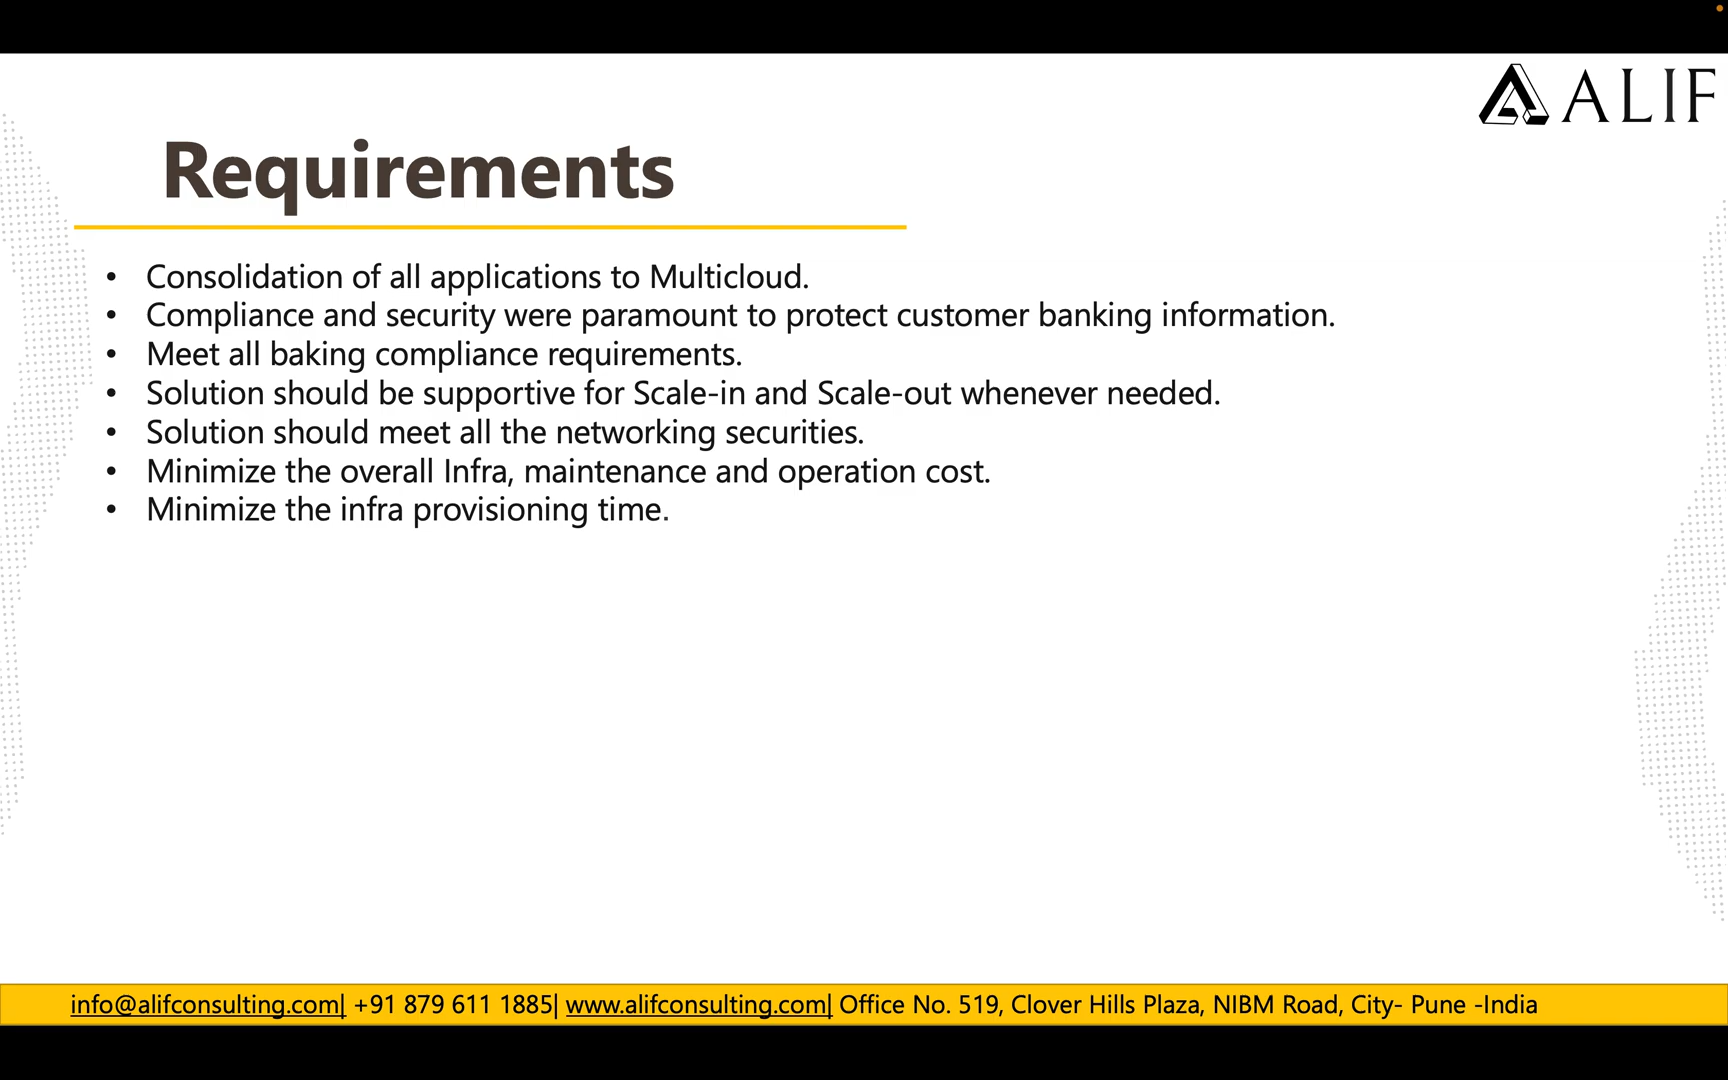 ALIF
Requirements
• Consolidation of all applications to Multicloud.
• Compliance and security were paramount to protect customer banking information.
• Meet all baking compliance requirements.
• Solution should be supportive for Scale-in and Scale-out whenever needed.
• Solution should meet all the networking securities.
• Minimize the overall Infra, maintenance and operation cost.
• Minimize the infra provisioning time.
info@alifconsulting.com| +91 879 611 1885| www.alifconsulting.com| Office No. 519, Clover Hills Plaza, NIBM Road, City- Pune -India